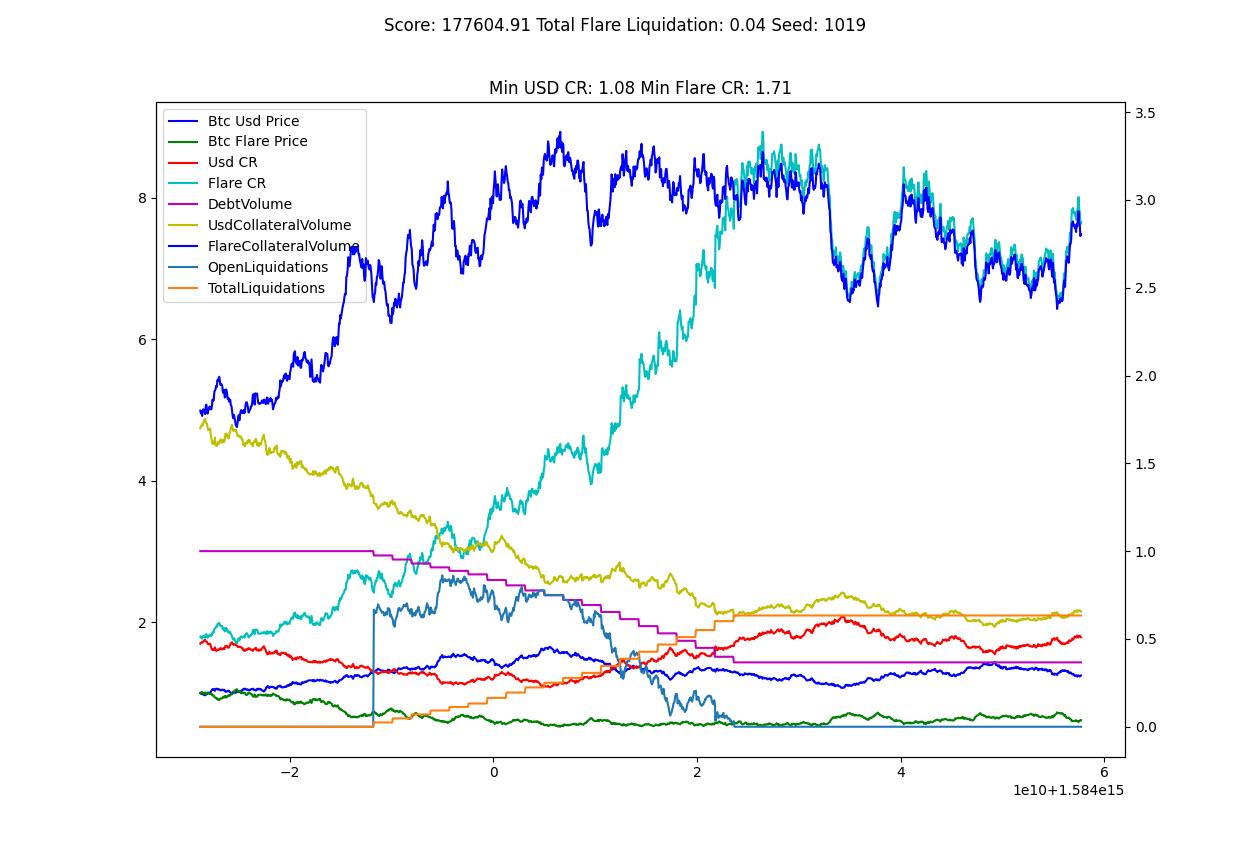 Score: 177604.91 Total Flare Liquidation: 0.04 Seed: 1019
Min USD CR: 1.08 Min Flare CR: 1.71
Btc Usd Price
Btc Flare Price
Usd CR
Flare CR
DebtVolume
UsdCollateralVolume
FlareCollateralVolume
OpenLiquidations
TotalLiquidations
8
6
4
2
3.5
3.0
2.5
2.0
1.5
1.0
0.5
0.0
−2 0 2 4 6
1e10+1.584e15